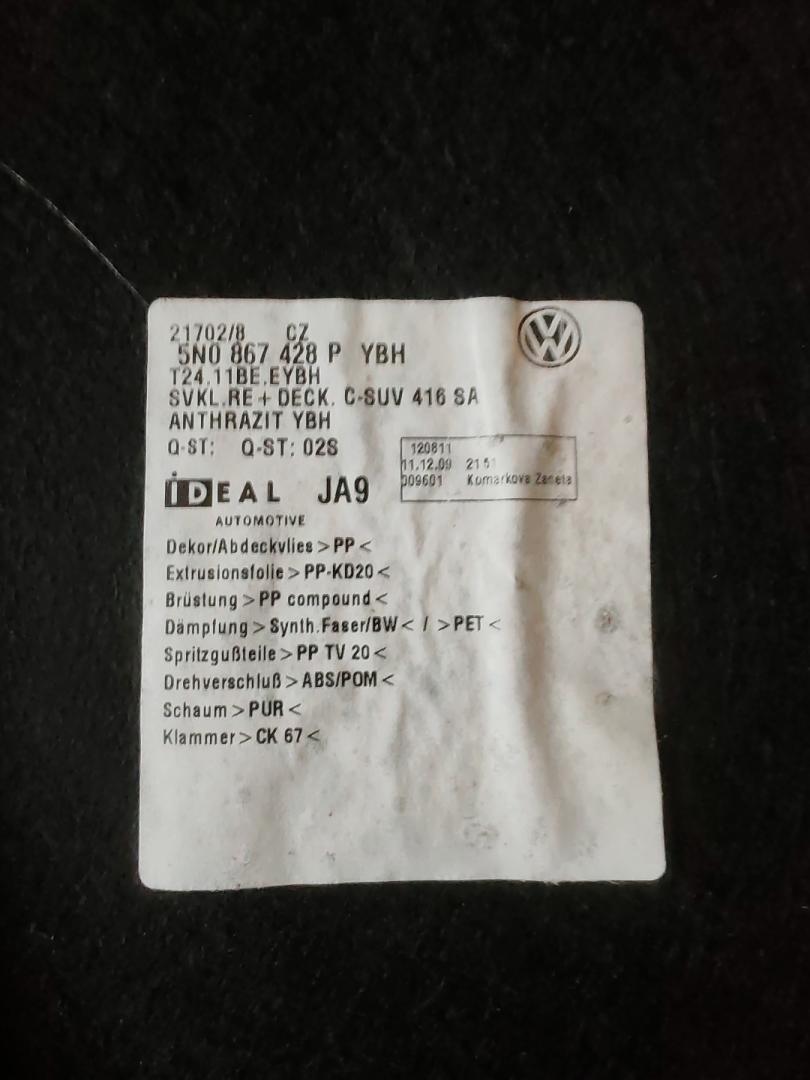 21702/8 CZ
5N0 867 428 P YBH
T24.11BE.EYBH
SVKL.RE + DECK. C-SUV 416 SA
ANTHRAZIT YBH
Q-ST: Q-ST: 02S
120811
11.12.09 21
009601 Komarkova Zaneta
IDEAL JA9
AUTOMOTIVE
Dekor/Abdeckvlies > PP <
Extrusionsfolie > PP-KD20 <
Brüstung > PP compound <
Dämpfung > Synth.Faser/BW < / > PET <
Spritzgußteile > PP TV 20 <
Drehverschluß > ABS/POM <
Schaum > PUR <
Klammer > CK 67 <